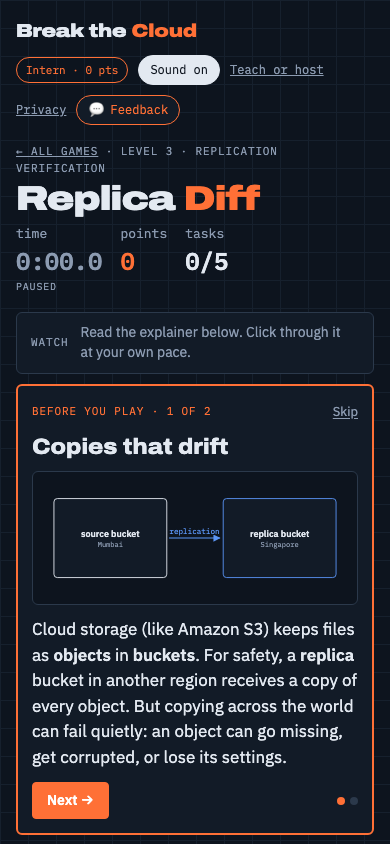 Break the Cloud
Intern · 0 pts
Sound on
Teach or host
Privacy
💬 Feedback
← ALL GAMES · LEVEL 3 · REPLICATION
VERIFICATION
Replica Diff
time points tasks
0:00.0 0 0/5
PAUSED
WATCH
Read the explainer below. Click through it
at your own pace.
BEFORE YOU PLAY · 1 OF 2
Skip
Copies that drift
source bucket
Mumbai
replication
replica bucket
Singapore
Cloud storage (like Amazon S3) keeps files
as objects in buckets. For safety, a replica
bucket in another region receives a copy of
every object. But copying across the world
can fail quietly: an object can go missing,
get corrupted, or lose its settings.
Next →